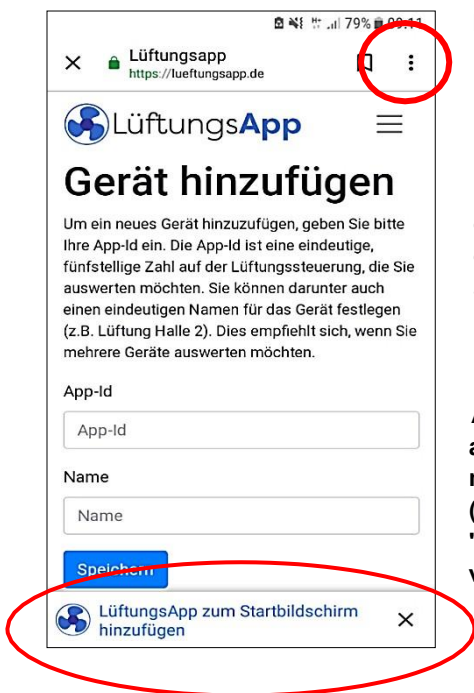 79% 09:11
Lüftungsapp
https://lueftungsapp.de
LüftungsApp
Gerät hinzufügen
Um ein neues Gerät hinzuzufügen, geben Sie bitte
Ihre App-Id ein. Die App-Id ist eine eindeutige,
fünfstellige Zahl auf der Lüftungssteuerung, die Sie
auswerten möchten. Sie können darunter auch
einen eindeutigen Namen für das Gerät festlegen
(z.B. Lüftung Halle 2). Dies empfiehlt sich, wenn Sie
mehrere Geräte auswerten möchten.
App-Id
App-Id
Name
Name
Speichern
LüftungsApp zum Startbildschirm
hinzufügen